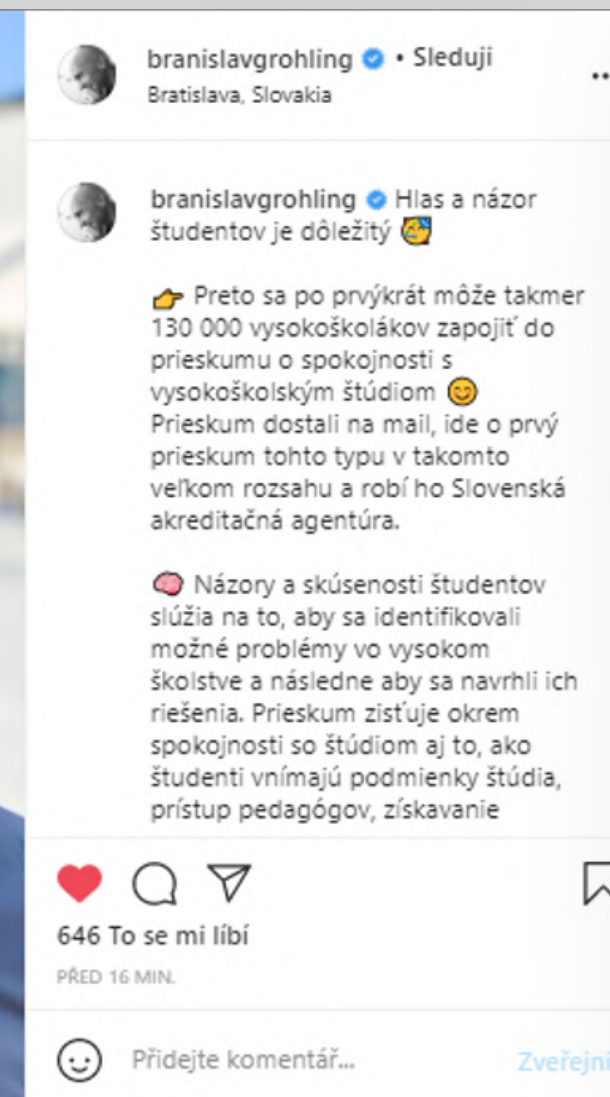 branislavgrohling • Sleduji
Bratislava, Slovakia
branislavgrohling Hlas a názor
študentov je dôležitý 🥳
👉 Preto sa po prvýkrát môže takmer
130 000 vysokoškolákov zapojiť do
prieskumu o spokojnosti s
vysokoškolským štúdiom 😊
Prieskum dostali na mail, ide o prvý
prieskum tohto typu v takomto
veľkom rozsahu a robí ho Slovenská
akreditačná agentúra.
🧠 Názory a skúsenosti študentov
slúžia na to, aby sa identifikovali
možné problémy vo vysokom
školstve a následne aby sa navrhli ich
riešenia. Prieskum zisťuje okrem
spokojnosti so štúdiom aj to, ako
študenti vnímajú podmienky štúdia,
prístup pedagógov, získavanie
646 To se mi líbí
PŘED 16 MIN.
Přidejte komentář...
Zveřejni